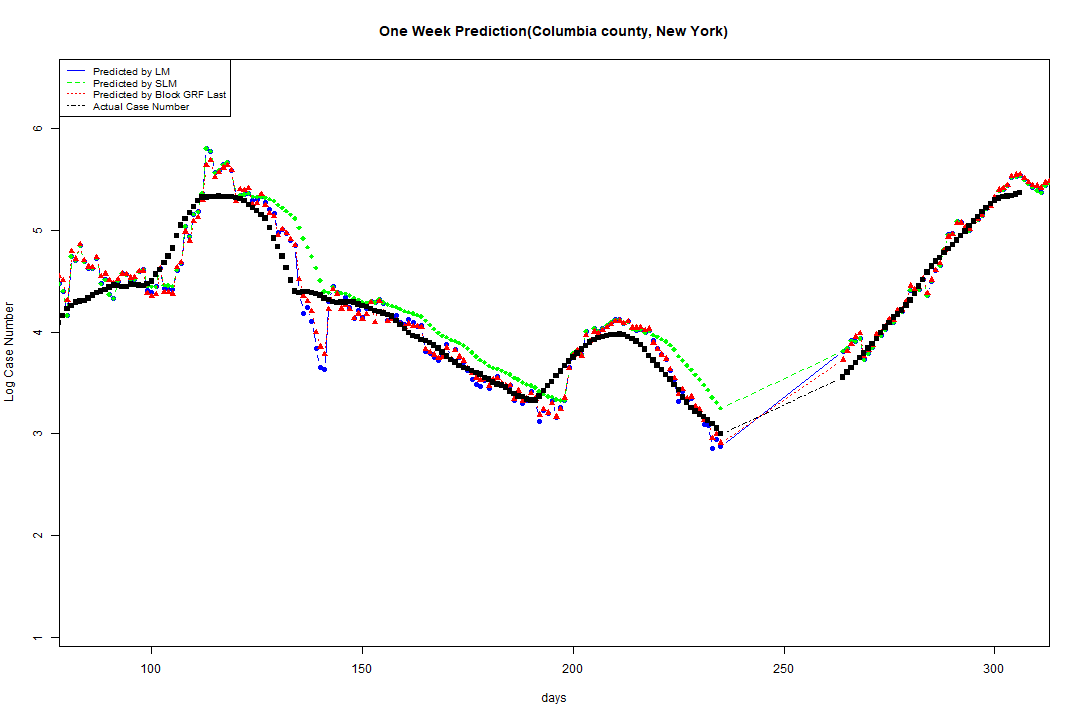 One Week Prediction(Columbia county, New York)
Predicted by LM
Predicted by SLM
Predicted by Block GRF Last
Actual Case Number
Log Case Number
6
5
4
3
2
1
100
150
200
250
300
days